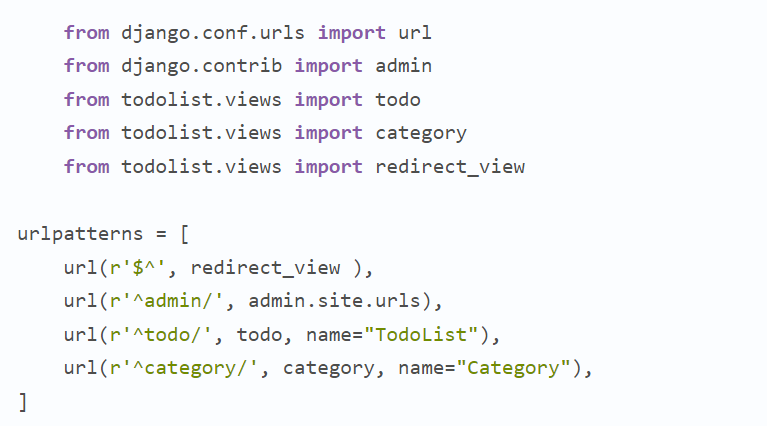 from django.conf.urls import url
from django.contrib import admin
from todolist.views import todo
from todolist.views import category
from todolist.views import redirect_view
urlpatterns = [
url(r'$^', redirect_view ),
url(r'^admin/', admin.site.urls),
url(r'^todo/', todo, name="TodoList"),
url(r'^category/', category, name="Category"),
]